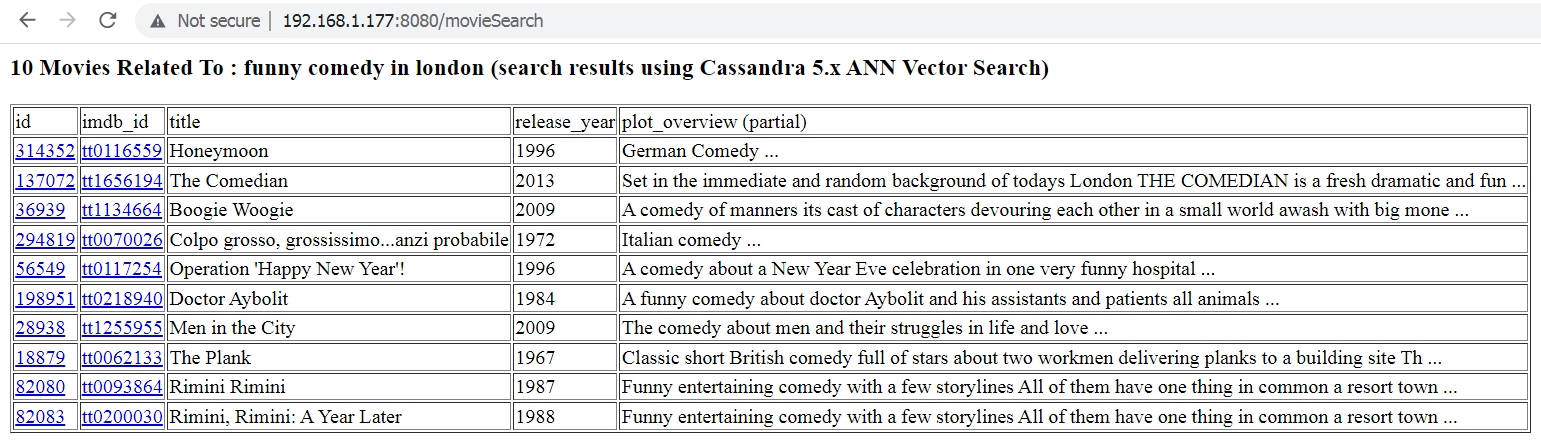 Not secure | 192.168.1.177:8080/movieSearch
10 Movies Related To : funny comedy in london (search results using Cassandra 5.x ANN Vector Search)
id imdb_id title release_year plot_overview (partial)
314352 tt0116559 Honeymoon 1996 German Comedy ...
137072 tt1656194 The Comedian 2013 Set in the immediate and random background of todays London THE COMEDIAN is a fresh dramatic and fun ...
36939 tt1134664 Boogie Woogie 2009 A comedy of manners its cast of characters devouring each other in a small world awash with big mone ...
294819 tt0070026 Colpo grosso, grossissimo...anzi probabile 1972 Italian comedy ...
56549 tt0117254 Operation 'Happy New Year'! 1996 A comedy about a New Year Eve celebration in one very funny hospital ...
198951 tt0218940 Doctor Aybolit 1984 A funny comedy about doctor Aybolit and his assistants and patients all animals ...
28938 tt1255955 Men in the City 2009 The comedy about men and their struggles in life and love ...
18879 tt0062133 The Plank 1967 Classic short British comedy full of stars about two workmen delivering planks to a building site Th ...
82080 tt0093864 Rimini Rimini 1987 Funny entertaining comedy with a few storylines All of them have one thing in common a resort town ...
82083 tt0200030 Rimini, Rimini: A Year Later 1988 Funny entertaining comedy with a few storylines All of them have one thing in common a resort town ...